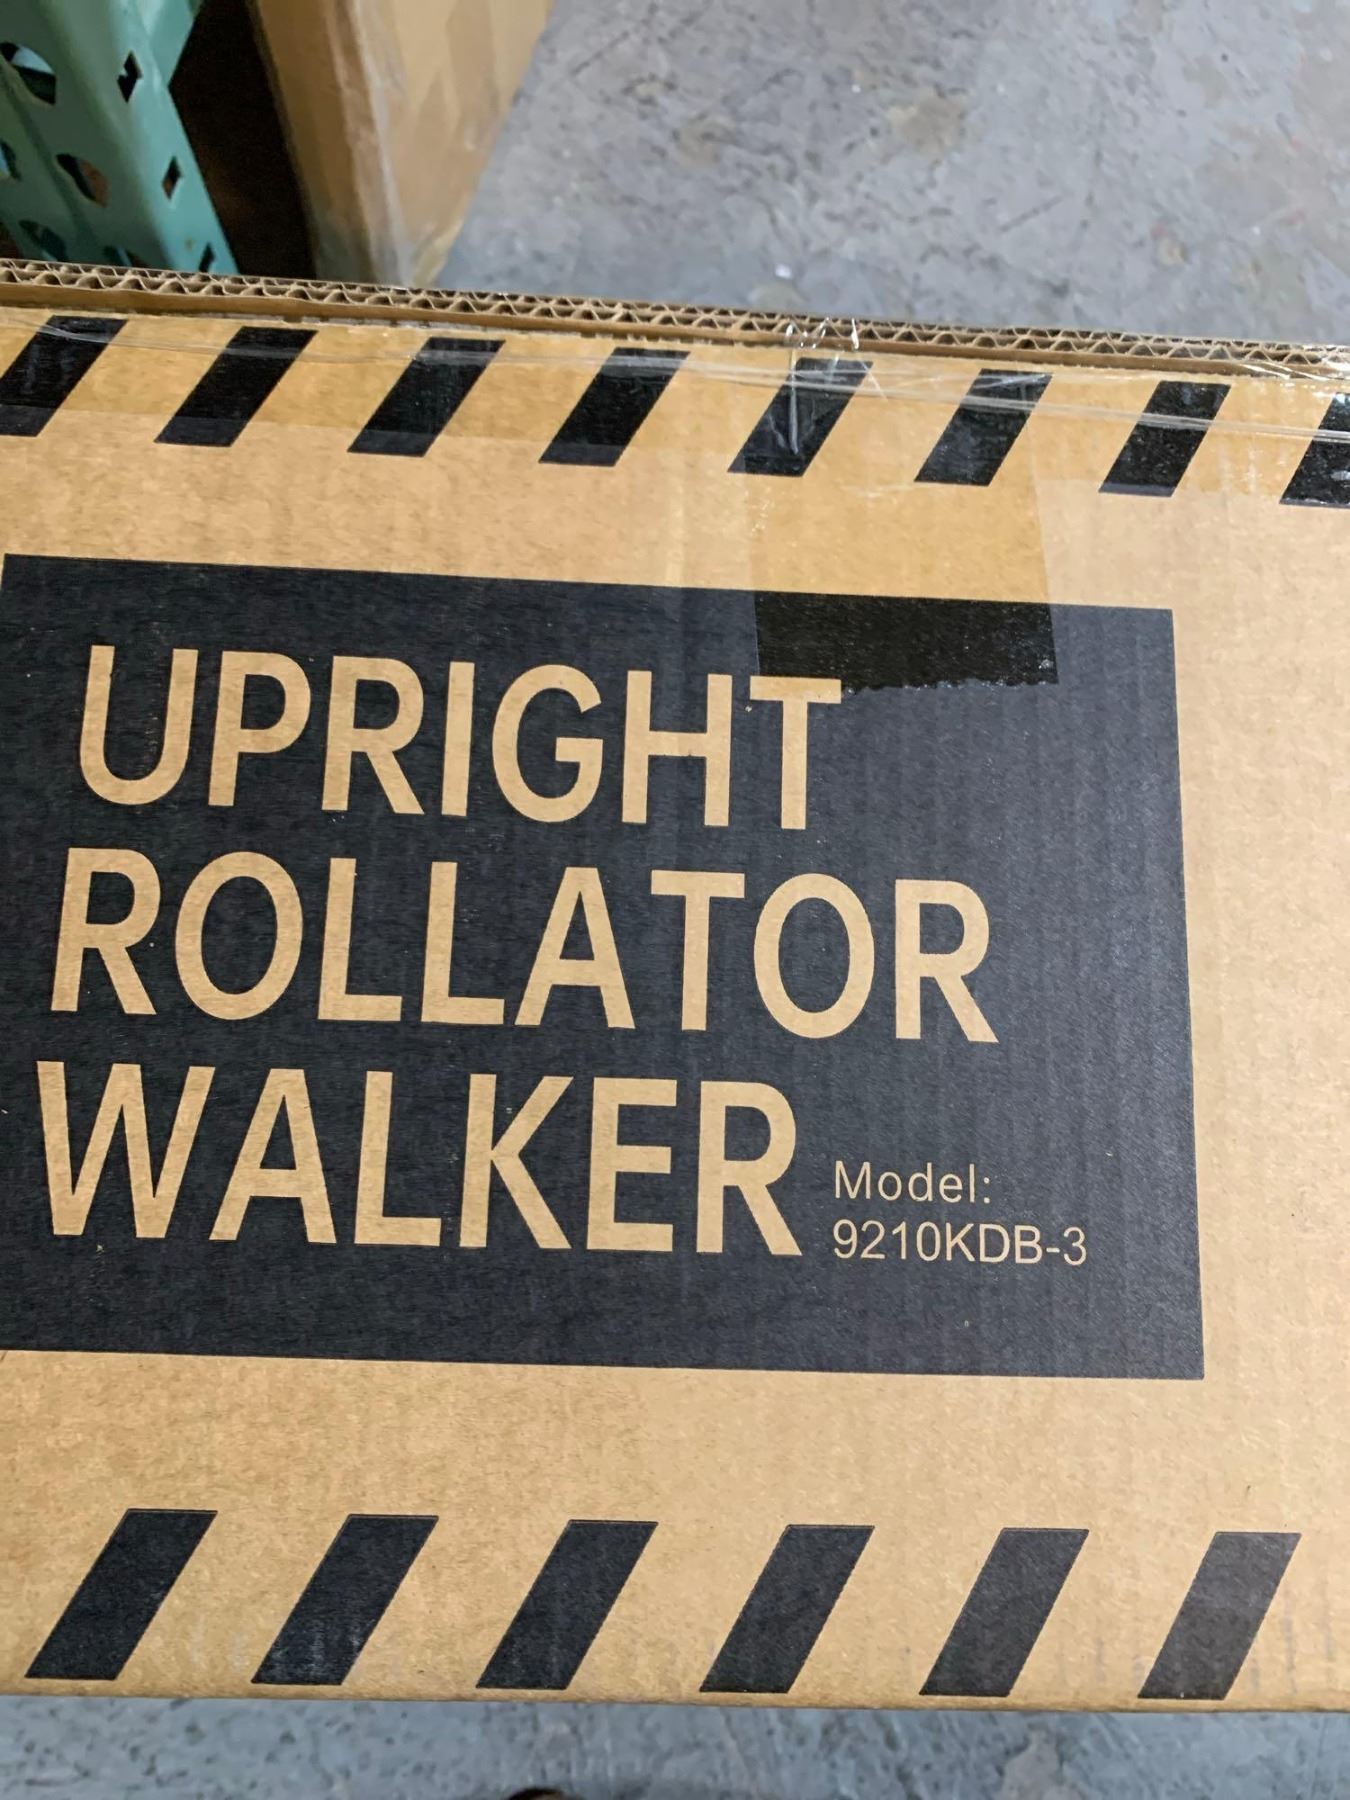 UPRIGHT
ROLLATOR
WALKER
Model:
9210KDB-3